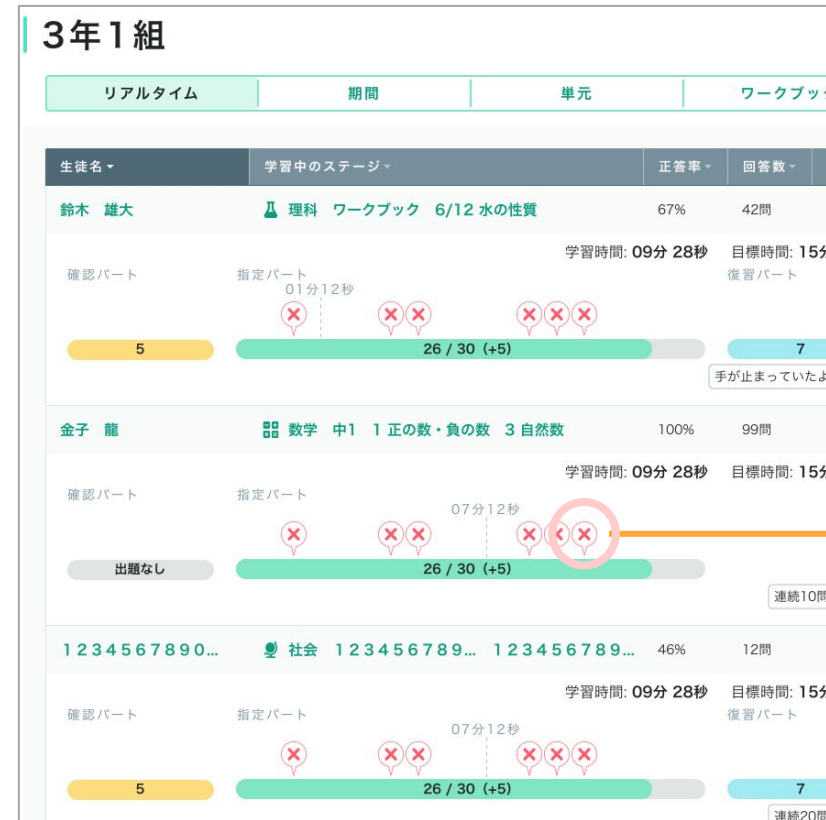 3年1組
リアルタイム 期間 単元 ワークブッ
生徒名 学習中のステージ 正答率 回答数
鈴木 雄大 理科 ワークブック 6/12 水の性質 67% 42問
学習時間: 09分 28秒 目標時間: 15分
確認パート 指定パート 復習パート
01分12秒
5 26 / 30 (+5) 7
手が止まっていたよ
金子 龍 数学 中1 1 正の数・負の数 3 自然数 100% 99問
学習時間: 09分 28秒 目標時間: 15分
確認パート 指定パート
07分12秒
出題なし 26 / 30 (+5)
連続10問
1234567890... 社会 123456789... 123456789... 46% 12問
学習時間: 09分 28秒 目標時間: 15分
確認パート 指定パート 復習パート
07分12秒
5 26 / 30 (+5) 7
連続20問